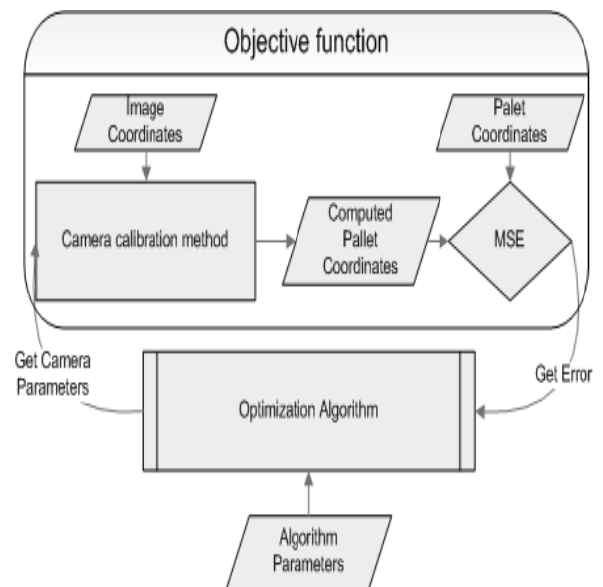 Objective function
Image
Coordinates
Palet
Coordinates
Camera calibration method
Computed
Pallet
Coordinates
MSE
Get Camera
Parameters
Get Error
Optimization Algorithm
Algorithm
Parameters